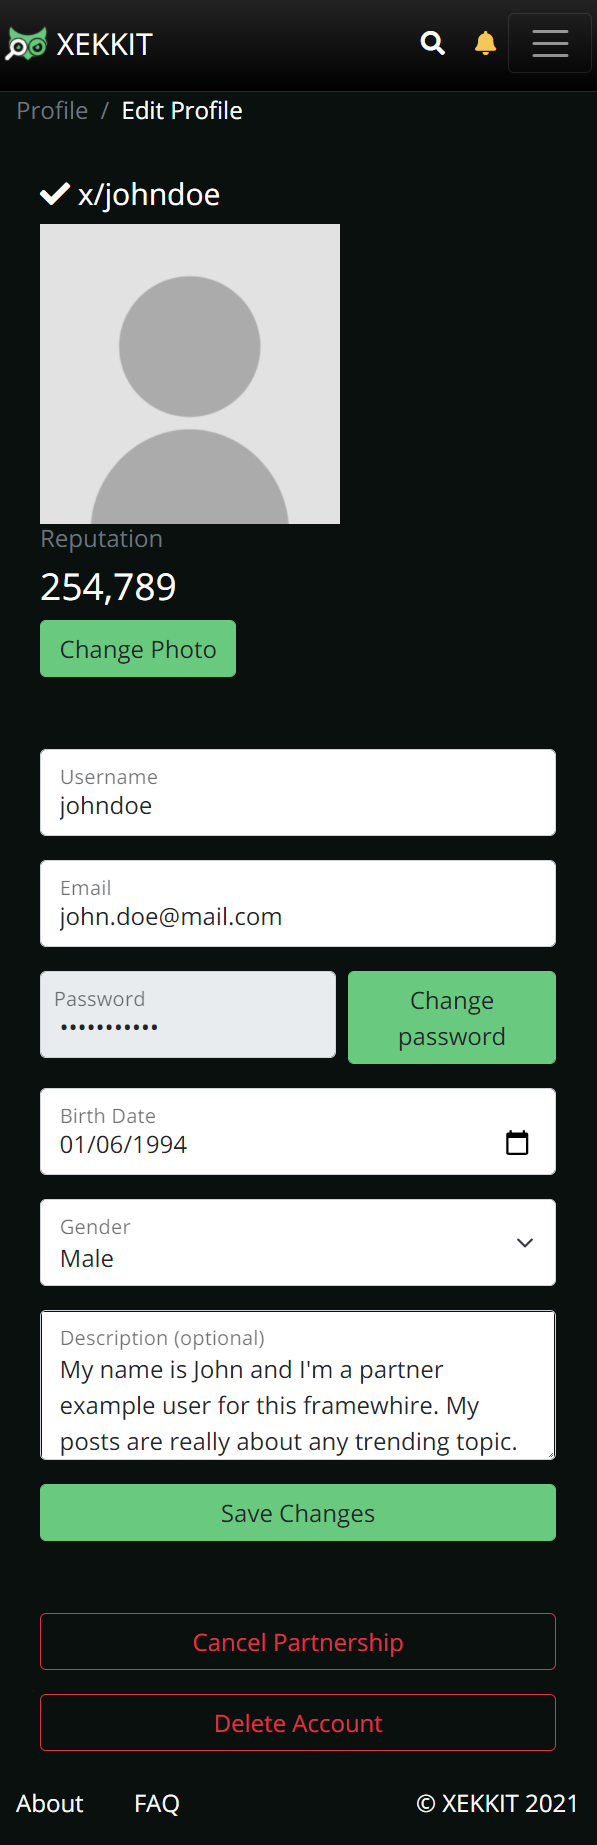 XEKKIT
Profile / Edit Profile
x/johndoe
Reputation
254,789
Change Photo
Username
johndoe
Email
john.doe@mail.com
Password
•••••••••••
Change
password
Birth Date
01/06/1994
Gender
Male
Description (optional)
My name is John and I'm a partner
example user for this framewhire. My
posts are really about any trending topic.
Save Changes
Cancel Partnership
Delete Account
About FAQ © XEKKIT 2021